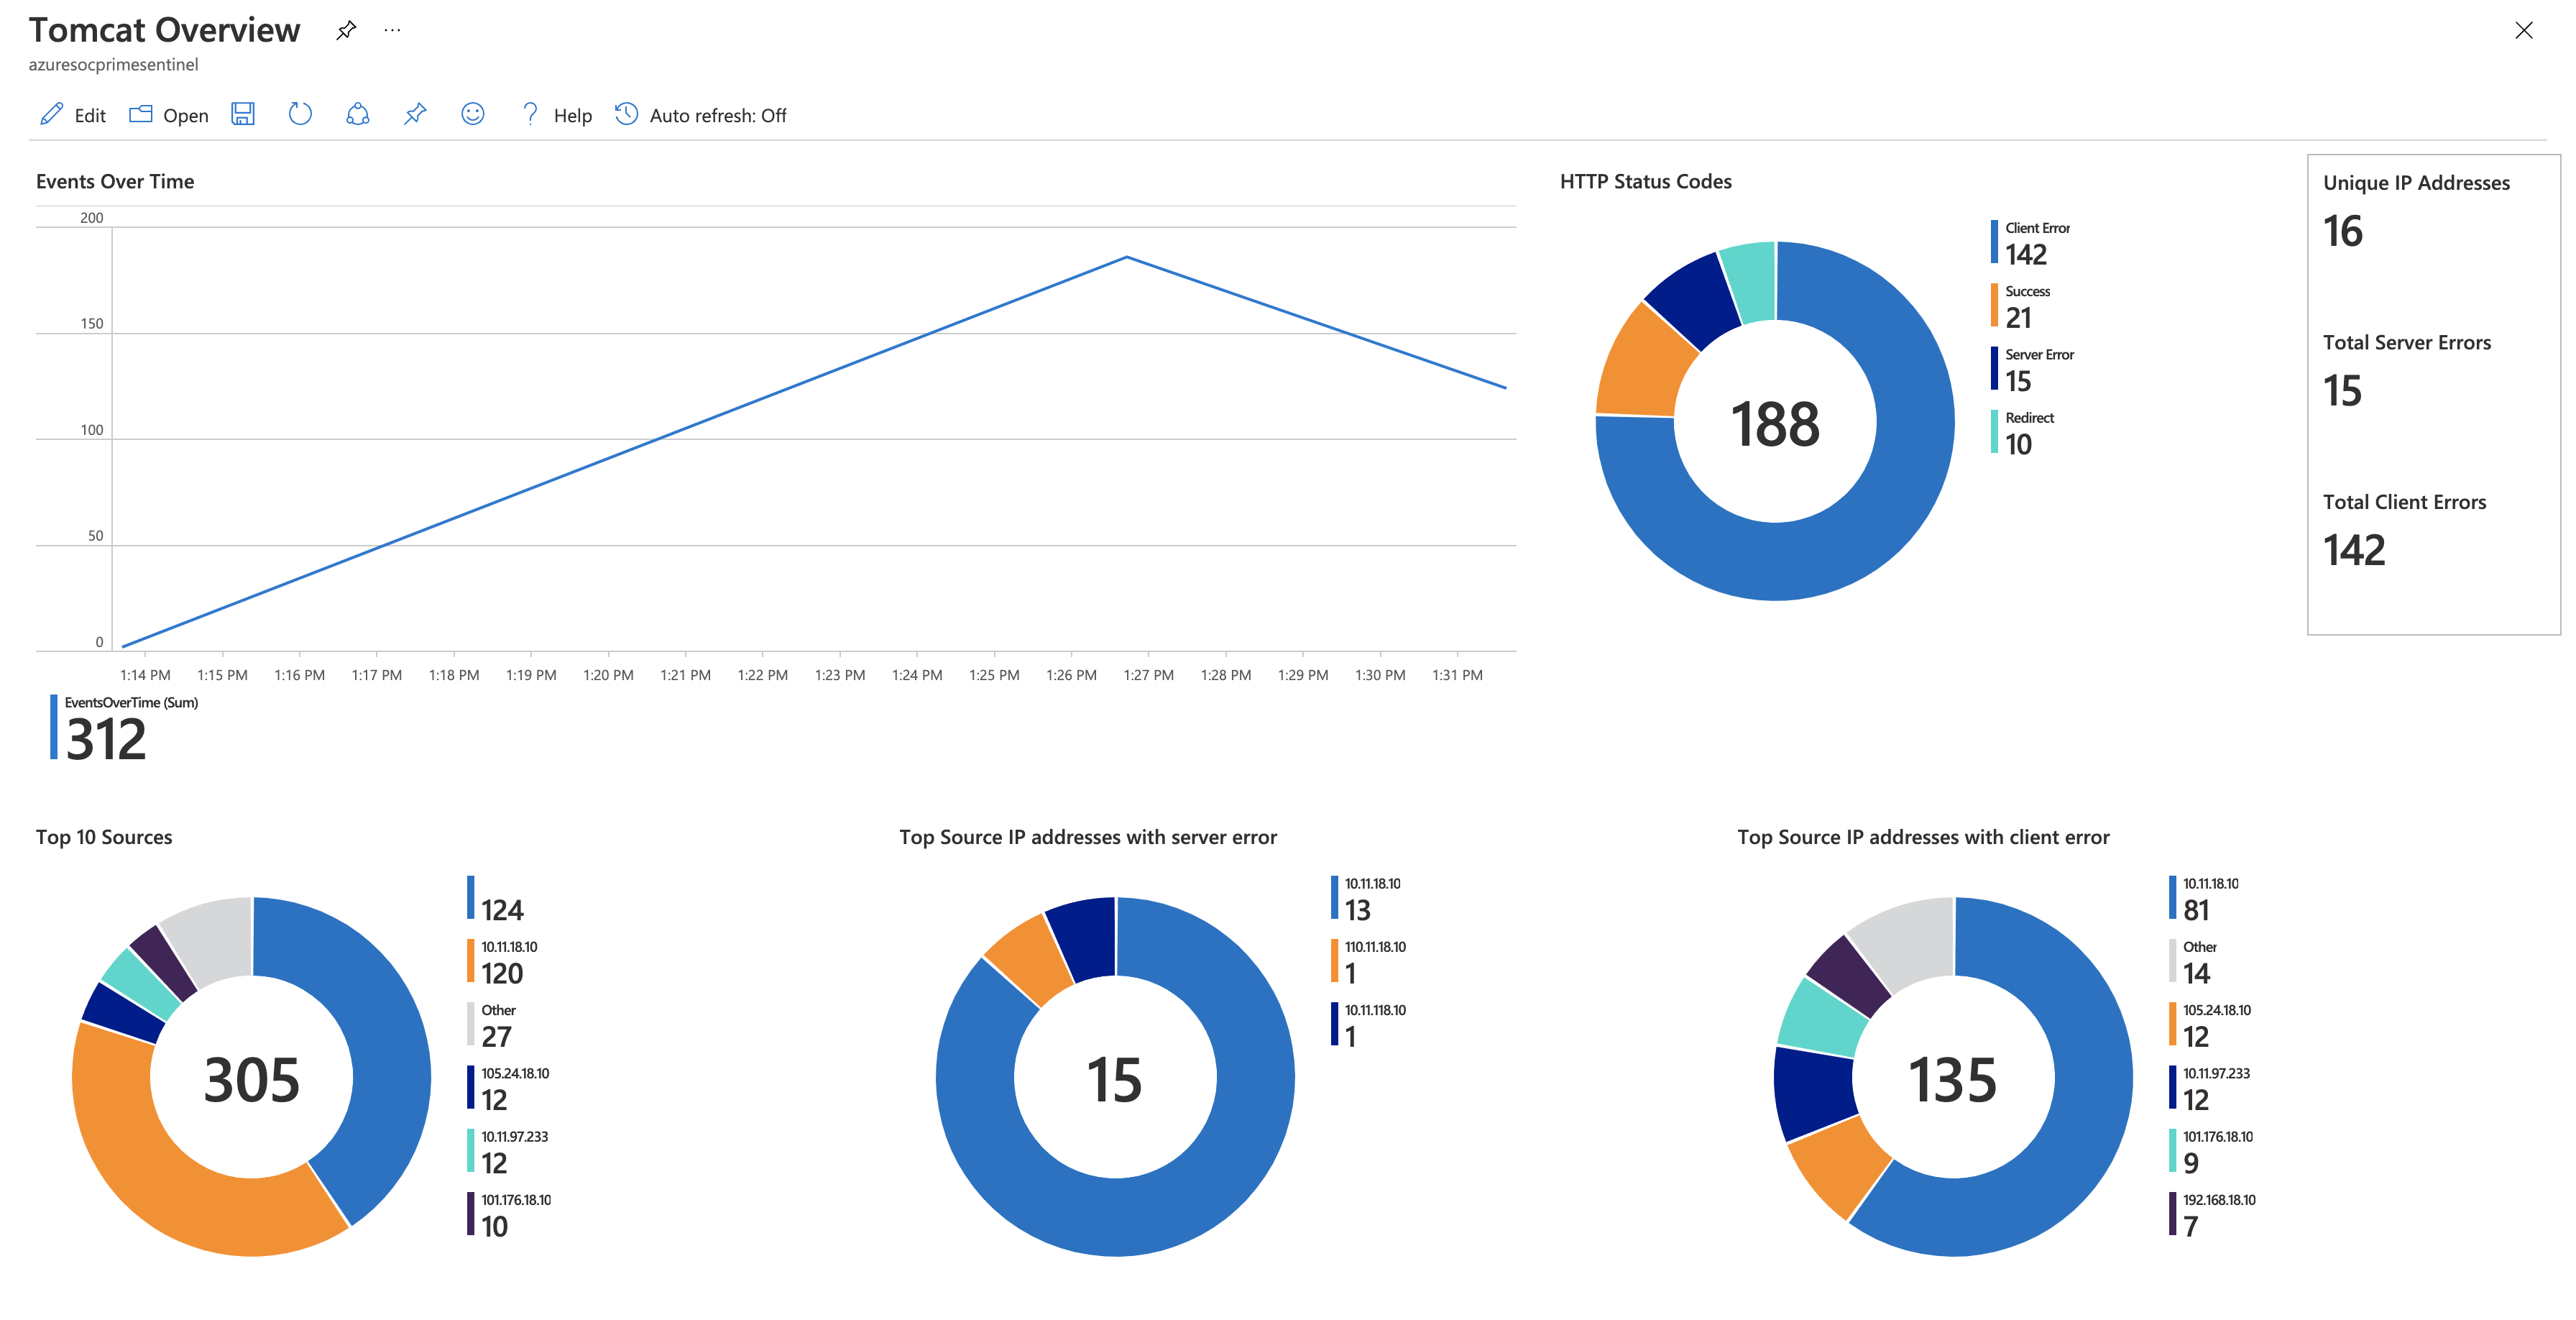 Tomcat Overview
azuresocprimesentinel
Edit Open Help Auto refresh: Off
Events Over Time
200
150
100
50
0
1:14 PM 1:15 PM 1:16 PM 1:17 PM 1:18 PM 1:19 PM 1:20 PM 1:21 PM 1:22 PM 1:23 PM 1:24 PM 1:25 PM 1:26 PM 1:27 PM 1:28 PM 1:29 PM 1:30 PM 1:31 PM
EventsOverTime (Sum)
312
HTTP Status Codes
188
Client Error
142
Success
21
Server Error
15
Redirect
10
Unique IP Addresses
16
Total Server Errors
15
Total Client Errors
142
Top 10 Sources
305
124
10.11.18.10
120
Other
27
105.24.18.10
12
10.11.97.233
12
101.176.18.10
10
Top Source IP addresses with server error
15
10.11.18.10
13
110.11.18.10
1
10.11.118.10
1
Top Source IP addresses with client error
135
10.11.18.10
81
Other
14
105.24.18.10
12
10.11.97.233
12
101.176.18.10
9
192.168.18.10
7